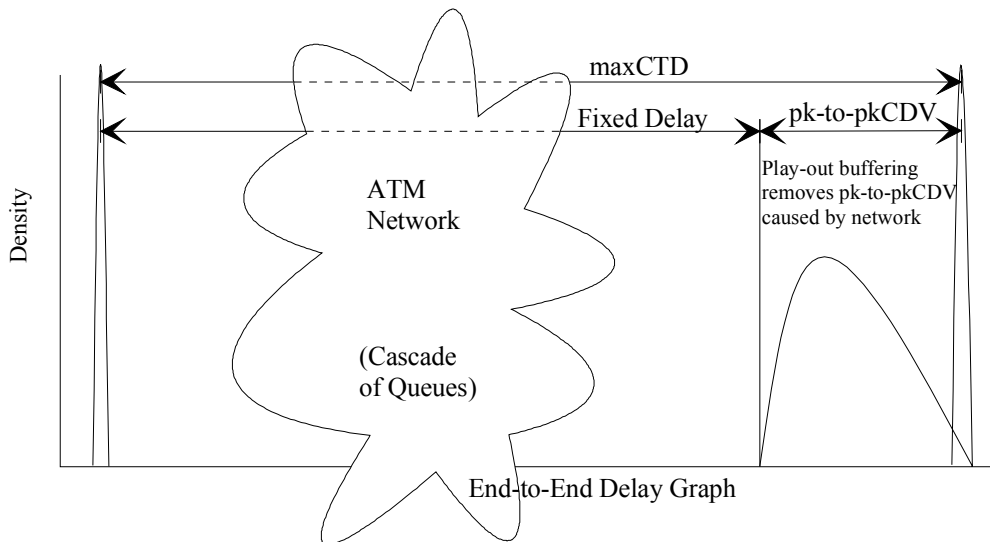 maxCTD
Fixed Delay
pk-to-pkCDV
Play-out buffering
removes pk-to-pkCDV
caused by network
ATM
Network
Density
(Cascade
of Queues)
End-to-End Delay Graph